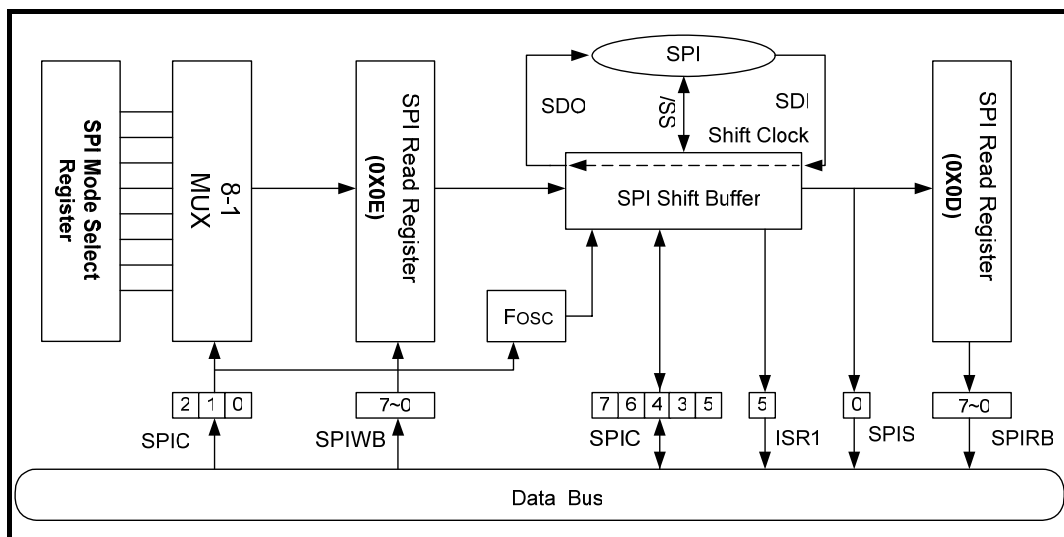 SPI Mode Select
Register
8-1
MUX
SPI Read Register
(0X0E)
SPI
SDO
/SS
SDI
Shift Clock
SPI Shift Buffer
SPI Read Register
(0X0D)
Fosc
2 1 0
7~0
7 6 4 3 5
5
0
7~0
SPIC
SPIWB
SPIC
ISR1
SPIS
SPIRB
Data Bus